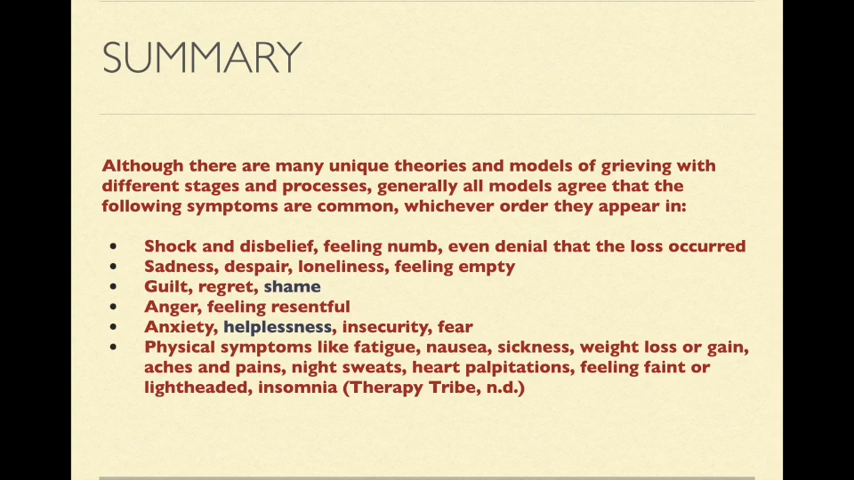 SUMMARY
Although there are many unique theories and models of grieving with
different stages and processes, generally all models agree that the
following symptoms are common, whichever order they appear in:
• Shock and disbelief, feeling numb, even denial that the loss occurred
• Sadness, despair, loneliness, feeling empty
• Guilt, regret, shame
• Anger, feeling resentful
• Anxiety, helplessness, insecurity, fear
• Physical symptoms like fatigue, nausea, sickness, weight loss or gain,
aches and pains, night sweats, heart palpitations, feeling faint or
lightheaded, insomnia (Therapy Tribe, n.d.)